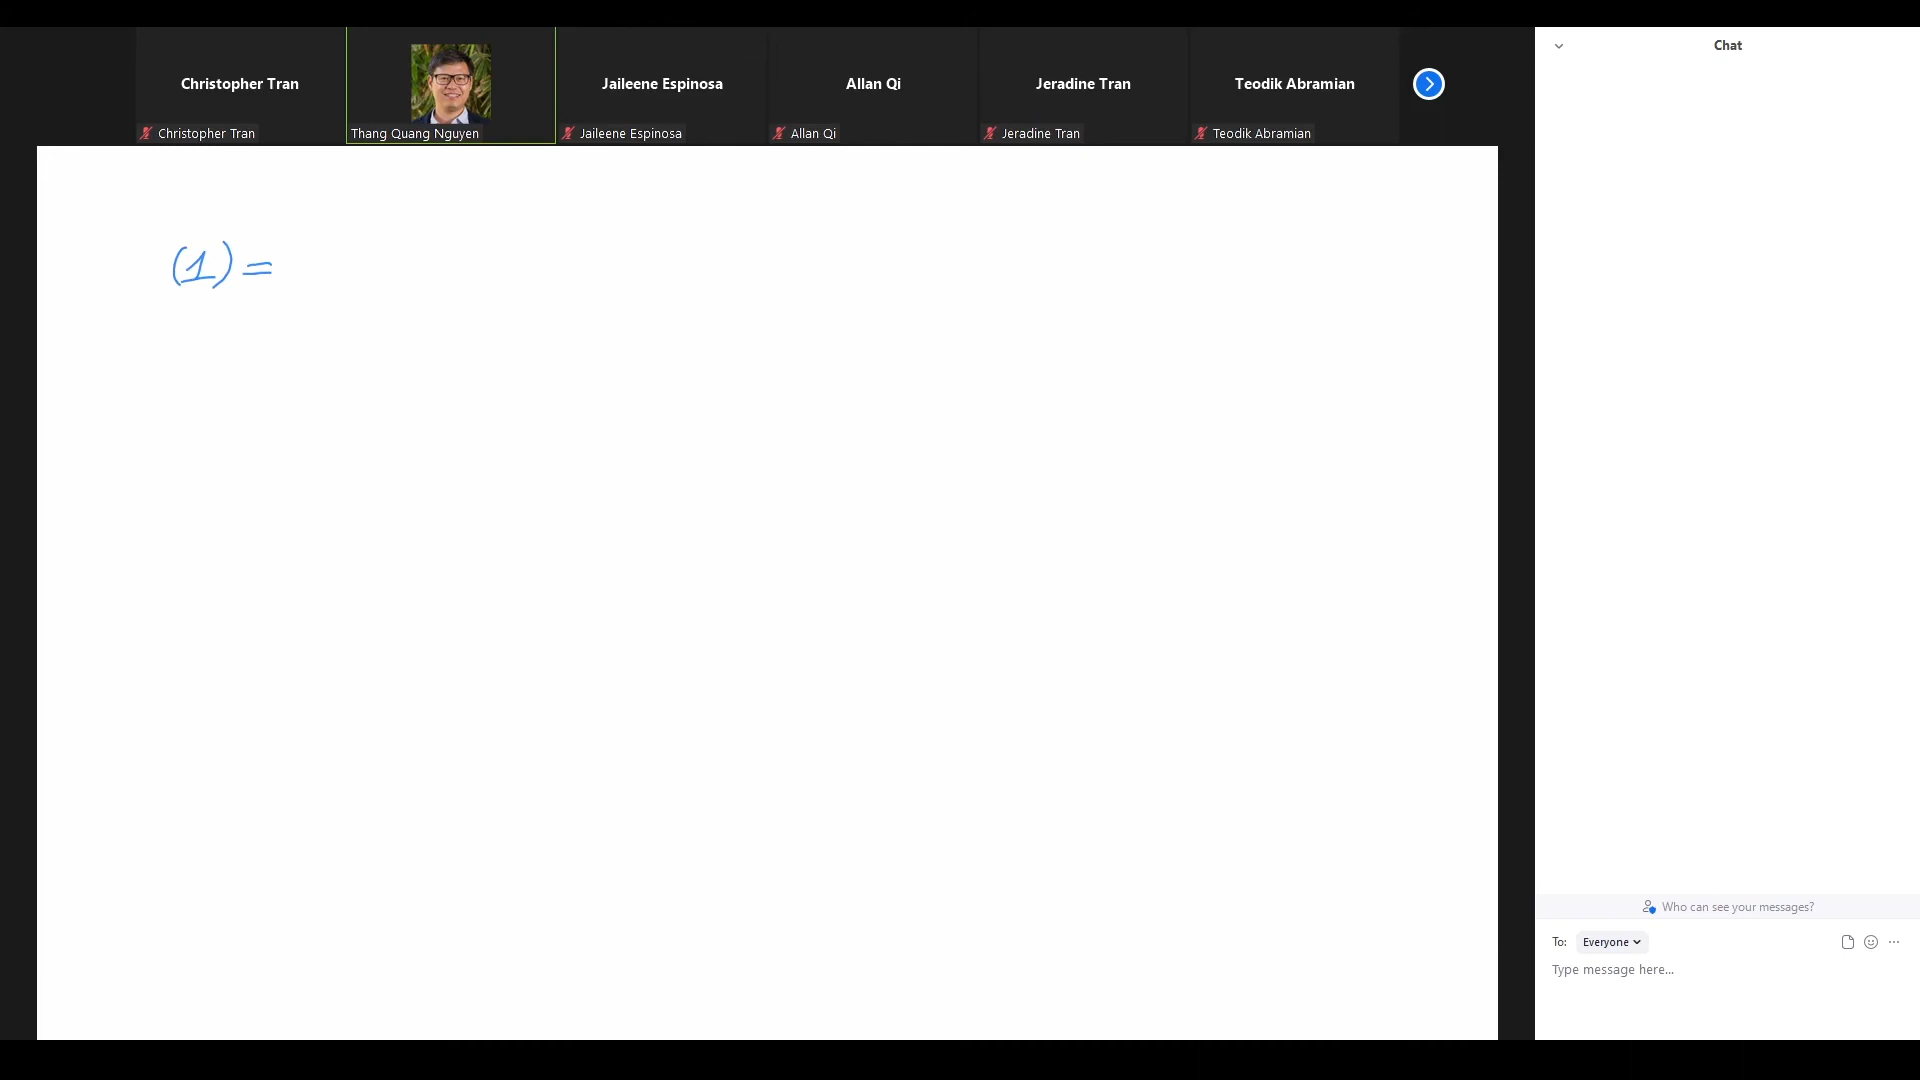 Chat
Christopher Tran
Jaileene Espinosa
Allan Qi
Jeradine Tran
Teodik Abramian
Christopher Tran
Thang Quang Nguyen
Jaileene Espinosa
Allan Qi
Jeradine Tran
Teodik Abramian
(1) =
Who can see your messages?
To: Everyone
Type message here...